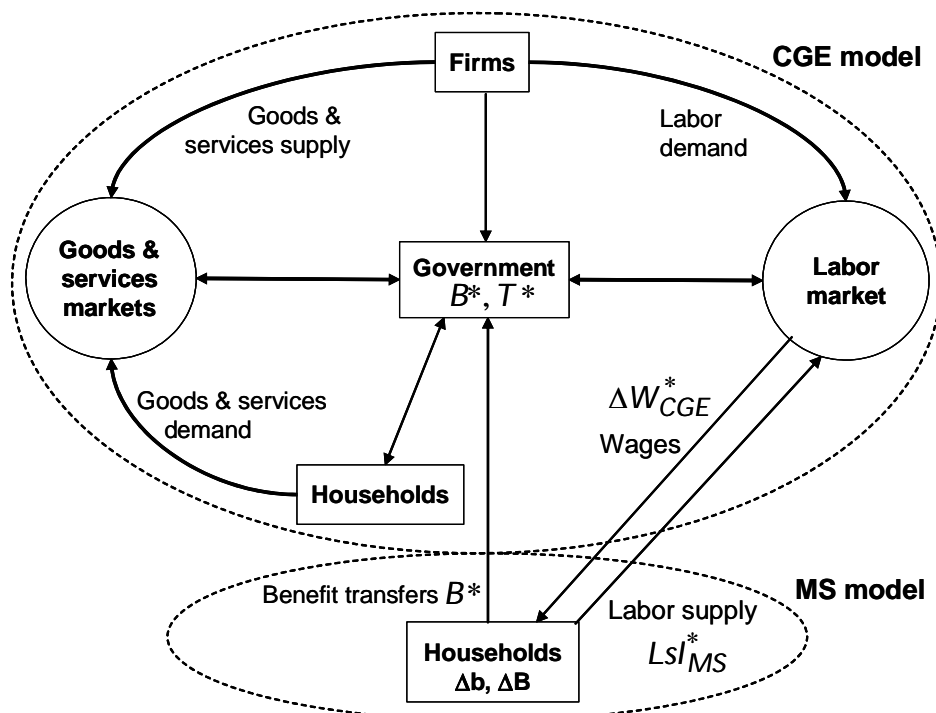 CGE model
Firms
Goods &
services supply
Labor
demand
Goods &
services
markets
Government
B*, T*
Labor
market
Goods & services
demand
ΔW*CGE
Wages
Households
MS model
Benefit transfers B*
Labor supply
Lsl*MS
Households
Δb, ΔB